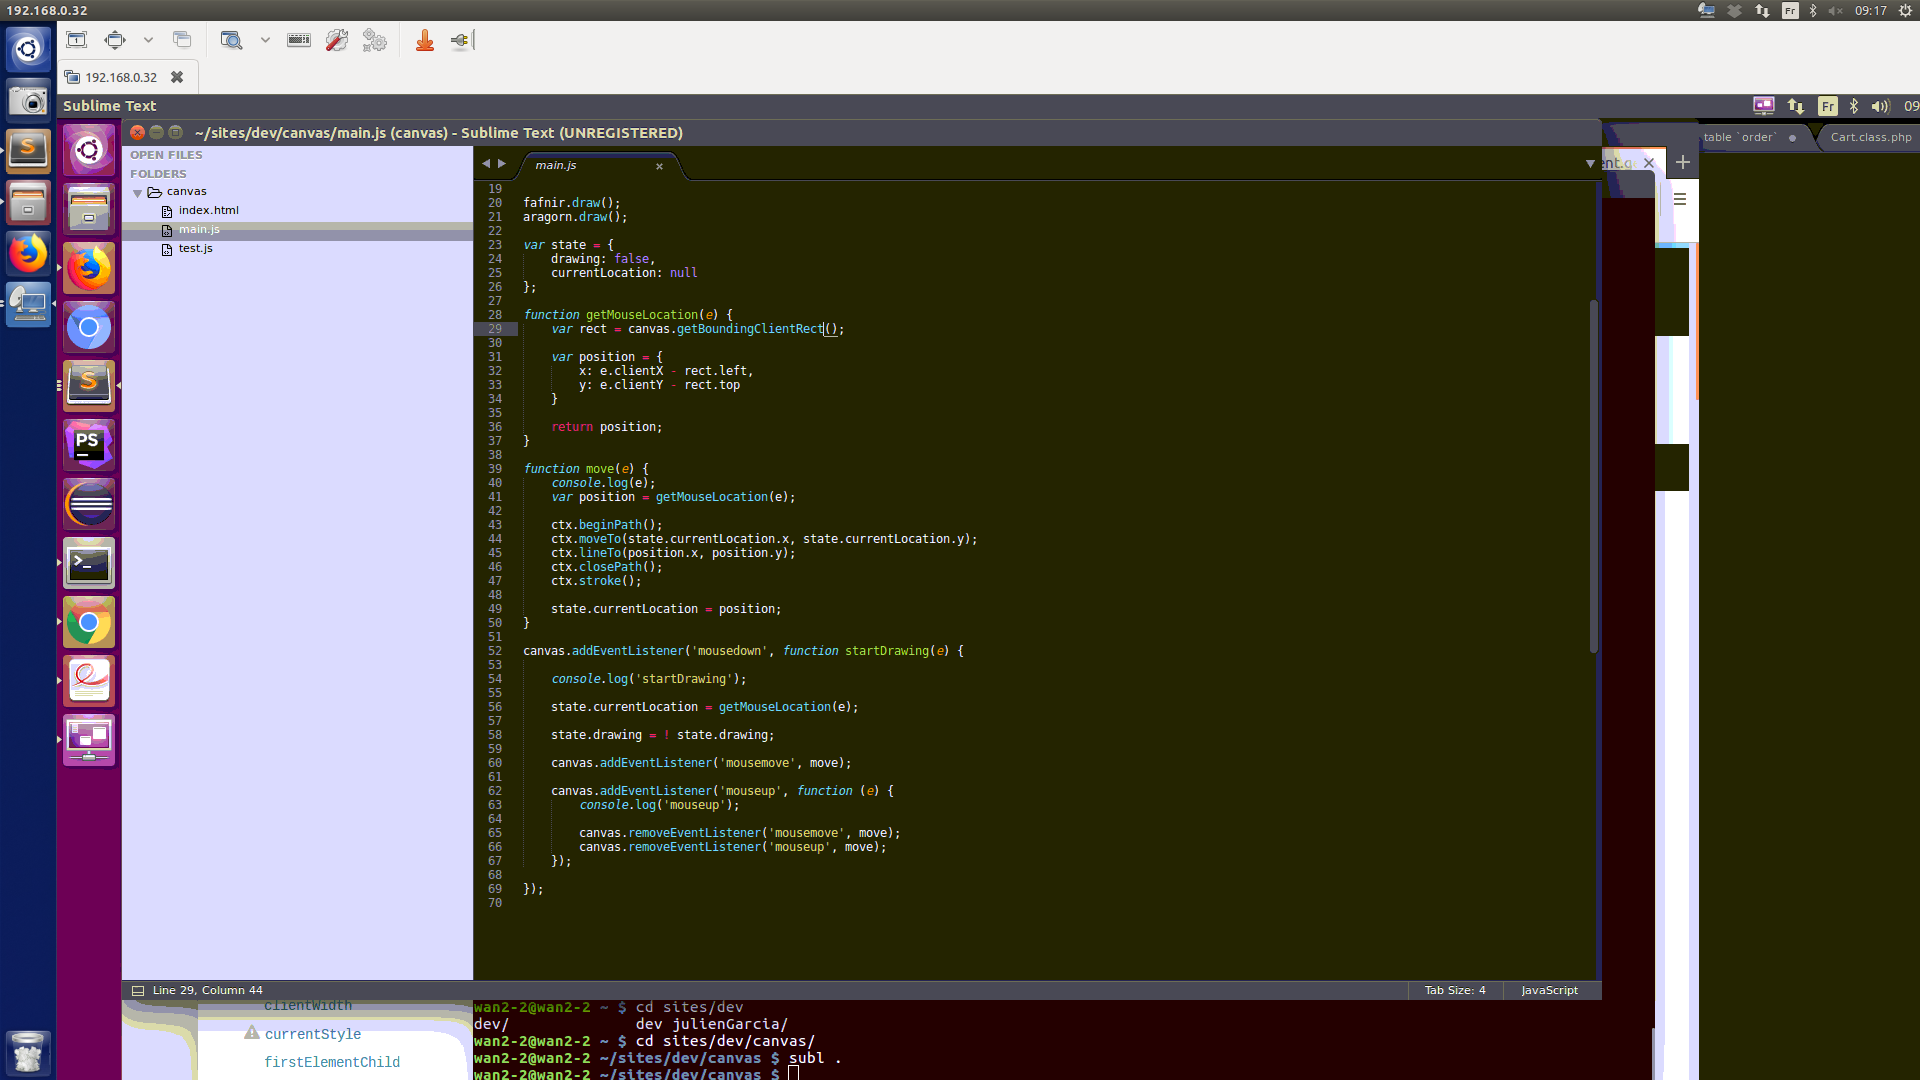 192.168.0.32
Fr
09:17
192.168.0.32
Sublime Text
Fr
09
~/sites/dev/canvas/main.js (canvas) - Sublime Text (UNREGISTERED)
table `order`
Cart.class.php
OPEN FILES
FOLDERS
canvas
index.html
main.js
test.js
main.js
19
20 fafnir.draw();
21 aragorn.draw();
22
23 var state = {
24 drawing: false,
25 currentLocation: null
26 };
27
28 function getMouseLocation(e) {
29 var rect = canvas.getBoundingClientRect();
30
31 var position = {
32 x: e.clientX - rect.left,
33 y: e.clientY - rect.top
34 }
35
36 return position;
37 }
38
39 function move(e) {
40 console.log(e);
41 var position = getMouseLocation(e);
42
43 ctx.beginPath();
44 ctx.moveTo(state.currentLocation.x, state.currentLocation.y);
45 ctx.lineTo(position.x, position.y);
46 ctx.closePath();
47 ctx.stroke();
48
49 state.currentLocation = position;
50 }
51
52 canvas.addEventListener('mousedown', function startDrawing(e) {
53
54 console.log('startDrawing');
55
56 state.currentLocation = getMouseLocation(e);
57
58 state.drawing = ! state.drawing;
59
60 canvas.addEventListener('mousemove', move);
61
62 canvas.addEventListener('mouseup', function (e) {
63 console.log('mouseup');
64
65 canvas.removeEventListener('mousemove', move);
66 canvas.removeEventListener('mouseup', move);
67 });
68
69 });
70
PS
Line 29, Column 44
Tab Size: 4
JavaScript
clientWidth
currentStyle
firstElementChild
wan2-2@wan2-2 ~ $ cd sites/dev
dev/ dev julienGarcia/
wan2-2@wan2-2 ~ $ cd sites/dev/canvas/
wan2-2@wan2-2 ~/sites/dev/canvas $ subl .
wan2-2@wan2-2 ~/sites/dev/canvas $